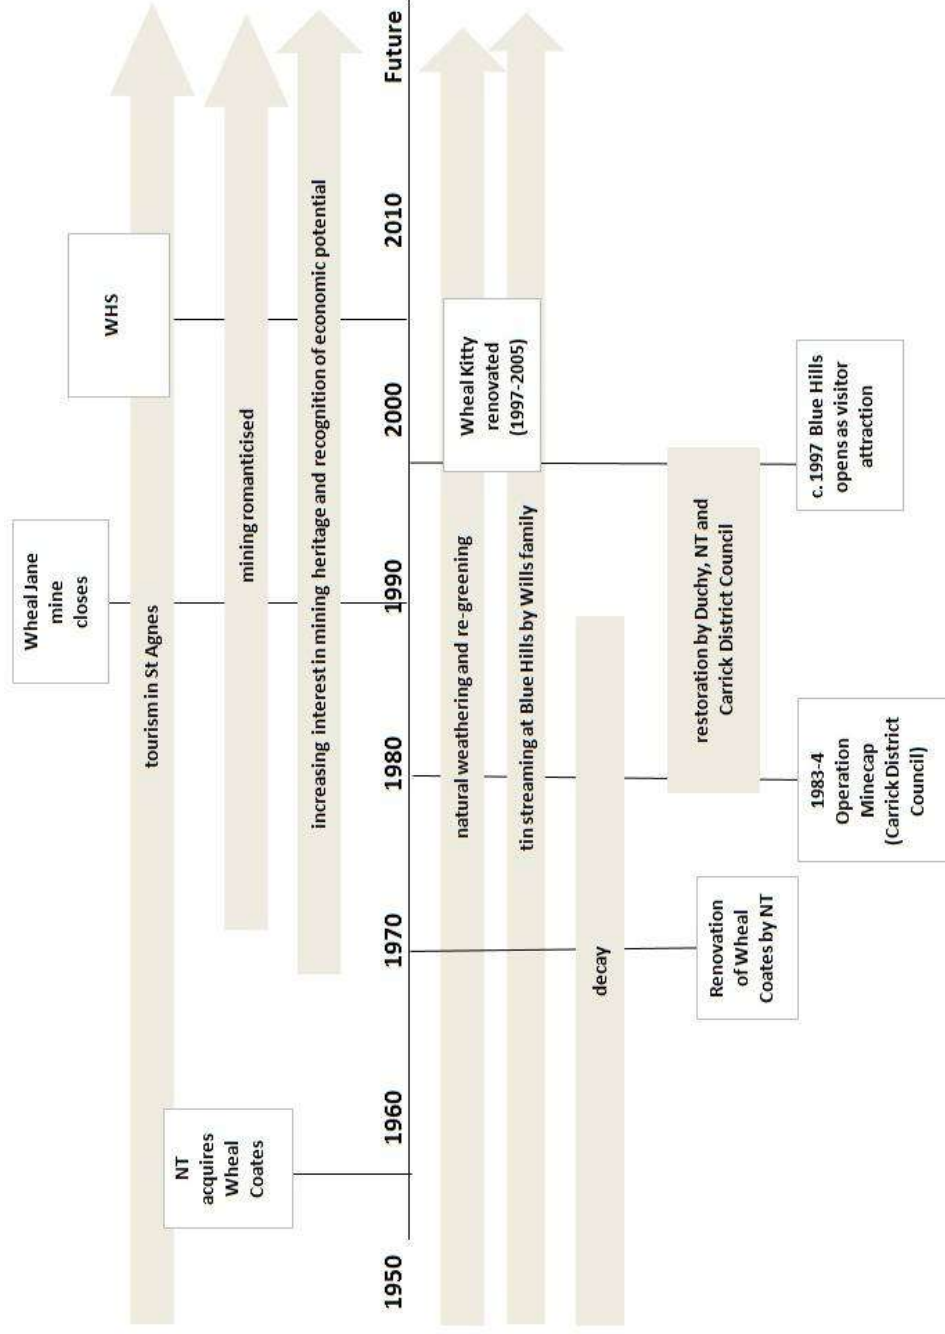 Wheal Jane
mine
closes
WHS
NT
acquires
Wheal
Coates
tourism in St Agnes
mining romanticised
increasing interest in mining heritage and recognition of economic potential
1950 1960 1970 1980 1990 2000 2010 Future
natural weathering and re-greening
Wheal Kitty
renovated
(1997-2005)
tin streaming at Blue Hills by Wills family
decay
restoration by Duchy, NT and
Carrick District Council
Renovation
of Wheal
Coates by NT
1983-4
Operation
Minecap
(Carrick District
Council)
c. 1997 Blue Hills
opens as visitor
attraction